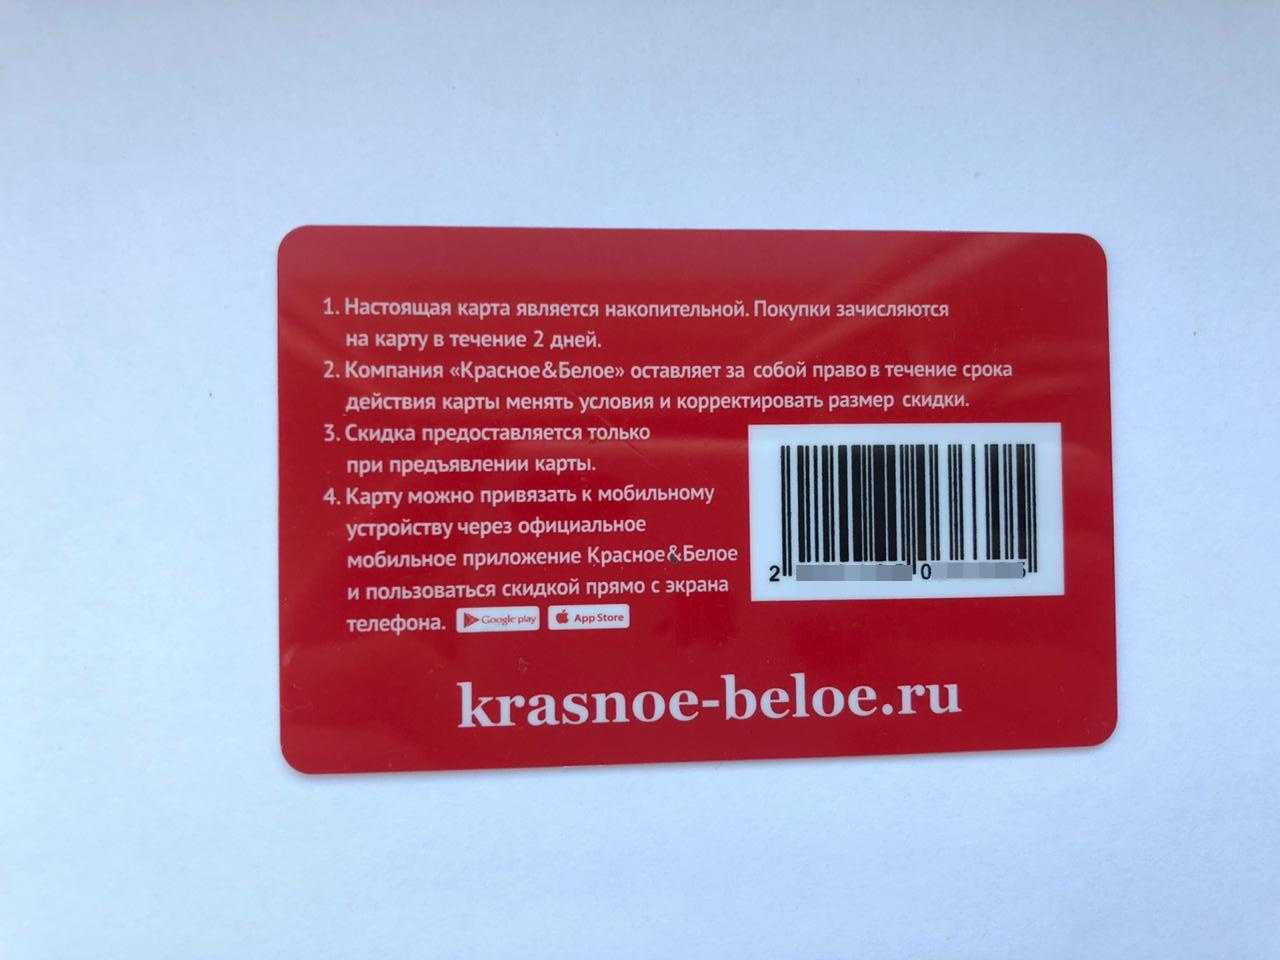 1. Настоящая карта является накопительной. Покупки зачисляются
на карту в течение 2 дней.
2. Компания «Красное&Белое» оставляет за собой право в течение срока
действия карты менять условия и корректировать размер скидки.
3. Скидка предоставляется только
при предъявлении карты.
4. Карту можно привязать к мобильному
устройству через официальное
мобильное приложение Красное&Белое
и пользоваться скидкой прямо с экрана
телефона. Google play App Store
2 0
krasnoe-beloe.ru